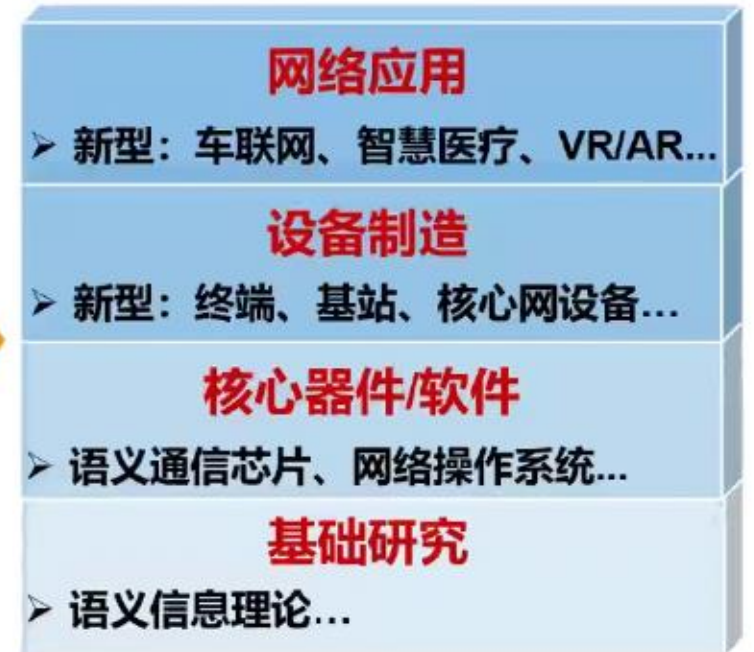 网络应用
➢ 新型：车联网、智慧医疗、VR/AR...
设备制造
➢ 新型：终端、基站、核心网设备...
核心器件/软件
➢ 语义通信芯片、网络操作系统...
基础研究
➢ 语义信息理论...